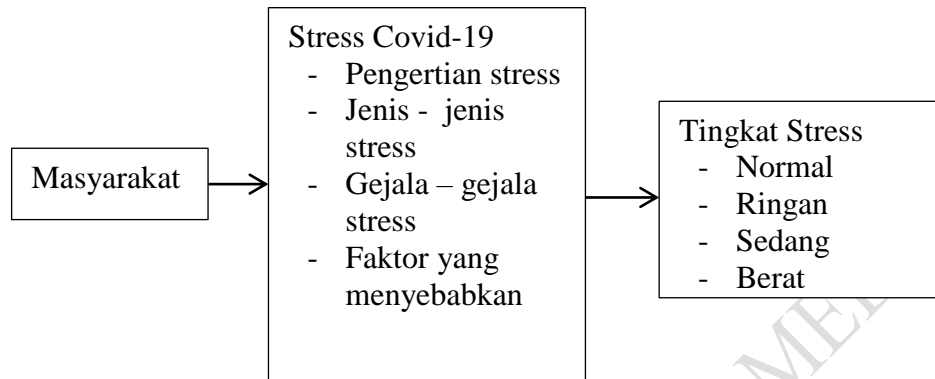 Masyarakat
Stress Covid-19
- Pengertian stress
- Jenis - jenis
stress
- Gejala – gejala
stress
- Faktor yang
menyebabkan
Tingkat Stress
- Normal
- Ringan
- Sedang
- Berat